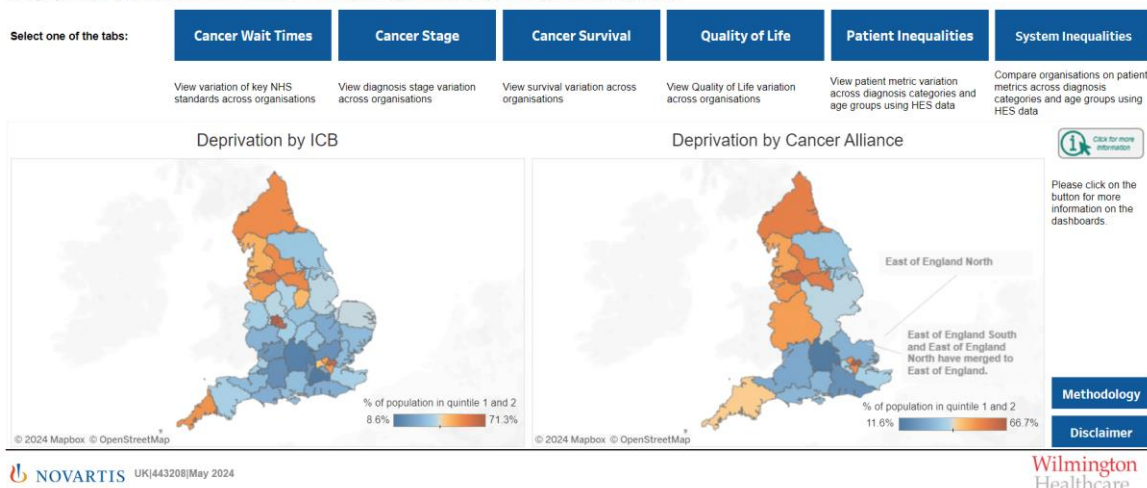 Select one of the tabs:
Cancer Wait Times
Cancer Stage
Cancer Survival
Quality of Life
Patient Inequalities
System Inequalities
View variation of key NHS
standards across organisations
View diagnosis stage variation
across organisations
View survival variation across
organisations
View Quality of Life variation
across organisations
View patient metric variation
across diagnosis categories and
age groups using HES data
Compare organisations on patient
metrics across diagnosis
categories and age groups using
HES data
Deprivation by ICB
Deprivation by Cancer Alliance
Click for more
information
Please click on the
button for more
information on the
dashboards.
East of England North
East of England South
and East of England
North have merged to
East of England.
% of population in quintile 1 and 2
8.6% 71.3%
% of population in quintile 1 and 2
11.6% 66.7%
© 2024 Mapbox © OpenStreetMap
© 2024 Mapbox © OpenStreetMap
Methodology
Disclaimer
NOVARTIS UK|443208|May 2024
Wilmington
Healthcare